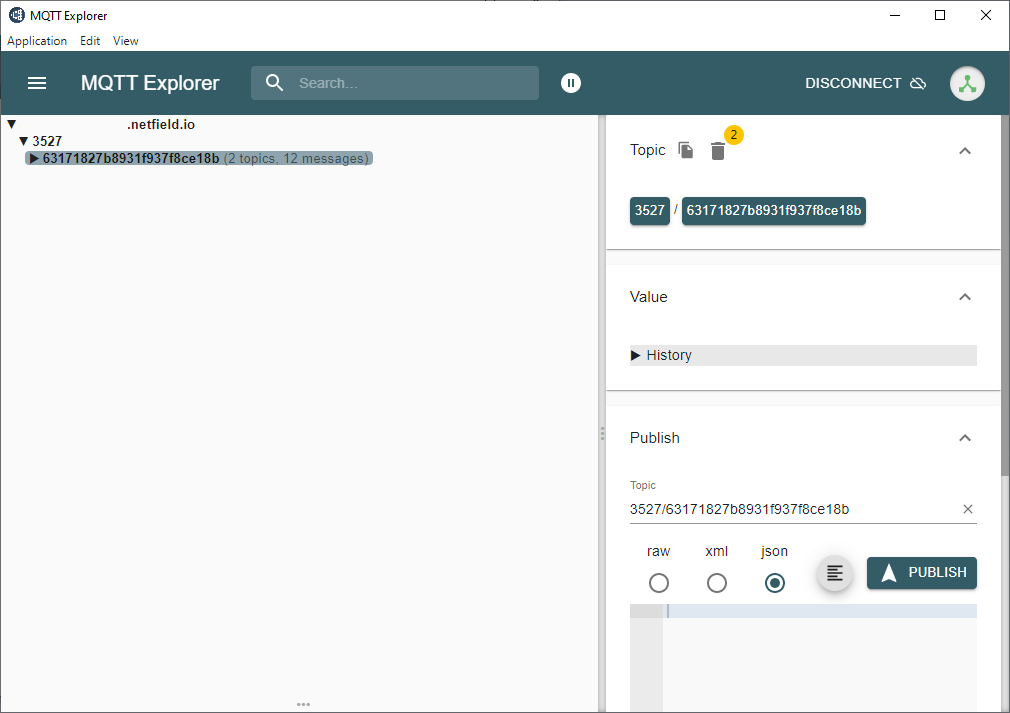 MQTT Explorer
Application Edit View
MQTT Explorer Search... DISCONNECT
.netfield.io
3527
63171827b8931f937f8ce18b (2 topics, 12 messages)
Topic 2
3527 / 63171827b8931f937f8ce18b
Value
History
Publish
Topic
3527/63171827b8931f937f8ce18b
raw xml json
PUBLISH